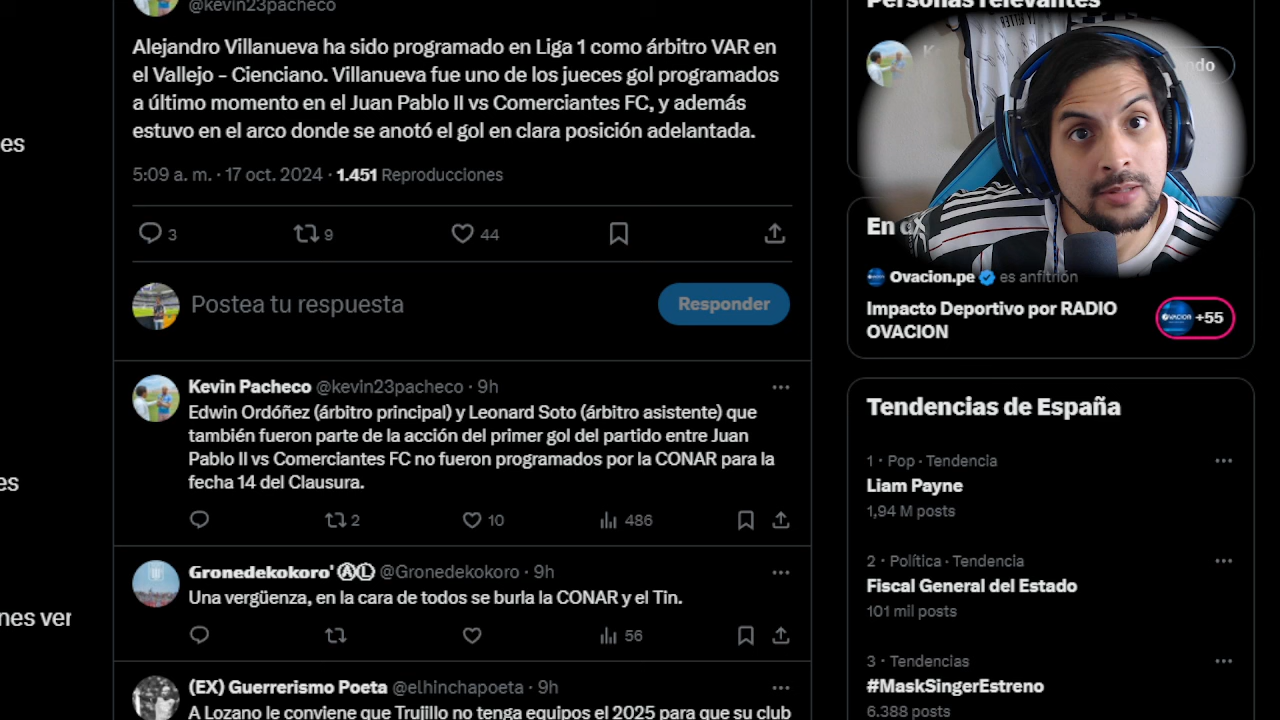 @kevin23pacheco
Alejandro Villanueva ha sido programado en Liga 1 como árbitro VAR en
el Vallejo - Cienciano. Villanueva fue uno de los jueces gol programados
a último momento en el Juan Pablo II vs Comerciantes FC, y además
estuvo en el arco donde se anotó el gol en clara posición adelantada.
5:09 a. m. · 17 oct. 2024 · 1.451 Reproducciones
3
9
44
Postea tu respuesta
Responder
Kevin Pacheco @kevin23pacheco · 9h
Edwin Ordóñez (árbitro principal) y Leonard Soto (árbitro asistente) que
también fueron parte de la acción del primer gol del partido entre Juan
Pablo II vs Comerciantes FC no fueron programados por la CONAR para la
fecha 14 del Clausura.
2
10
486
Gronedekokoro' ⒶⓁ @Gronedekokoro · 9h
Una vergüenza, en la cara de todos se burla la CONAR y el Tin.
56
(EX) Guerrerismo Poeta @elhinchapoeta · 9h
A Lozano le conviene que Trujillo no tenga equipos el 2025 para que su club
es
es
nes ver
Personas relevantes
K
ndo
En
Ovacion.pe es anfitrión
Impacto Deportivo por RADIO
OVACION
OVACION
+55
Tendencias de España
1 · Pop · Tendencia
Liam Payne
1,94 M posts
2 · Política · Tendencia
Fiscal General del Estado
101 mil posts
3 · Tendencias
#MaskSingerEstreno
6.388 posts